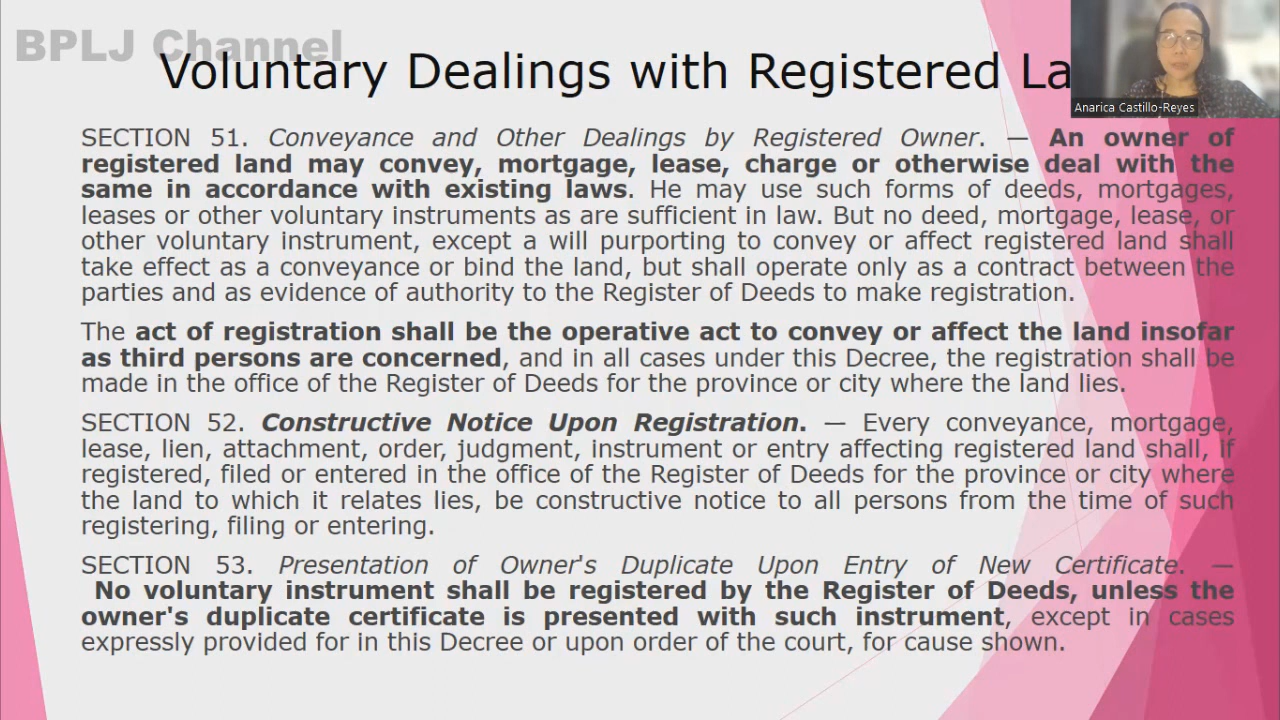 BPLJ Channel
Voluntary Dealings with Registered La
Anarica Castillo-Reyes
SECTION 51. Conveyance and Other Dealings by Registered Owner. — An owner of
registered land may convey, mortgage, lease, charge or otherwise deal with the
same in accordance with existing laws. He may use such forms of deeds, mortgages,
leases or other voluntary instruments as are sufficient in law. But no deed, mortgage, lease, or
other voluntary instrument, except a will purporting to convey or affect registered land shall
take effect as a conveyance or bind the land, but shall operate only as a contract between the
parties and as evidence of authority to the Register of Deeds to make registration.
The act of registration shall be the operative act to convey or affect the land insofar
as third persons are concerned, and in all cases under this Decree, the registration shall be
made in the office of the Register of Deeds for the province or city where the land lies.
SECTION 52. Constructive Notice Upon Registration. — Every conveyance, mortgage,
lease, lien, attachment, order, judgment, instrument or entry affecting registered land shall, if
registered, filed or entered in the office of the Register of Deeds for the province or city where
the land to which it relates lies, be constructive notice to all persons from the time of such
registering, filing or entering.
SECTION 53. Presentation of Owner's Duplicate Upon Entry of New Certificate. —
No voluntary instrument shall be registered by the Register of Deeds, unless the
owner's duplicate certificate is presented with such instrument, except in cases
expressly provided for in this Decree or upon order of the court, for cause shown.